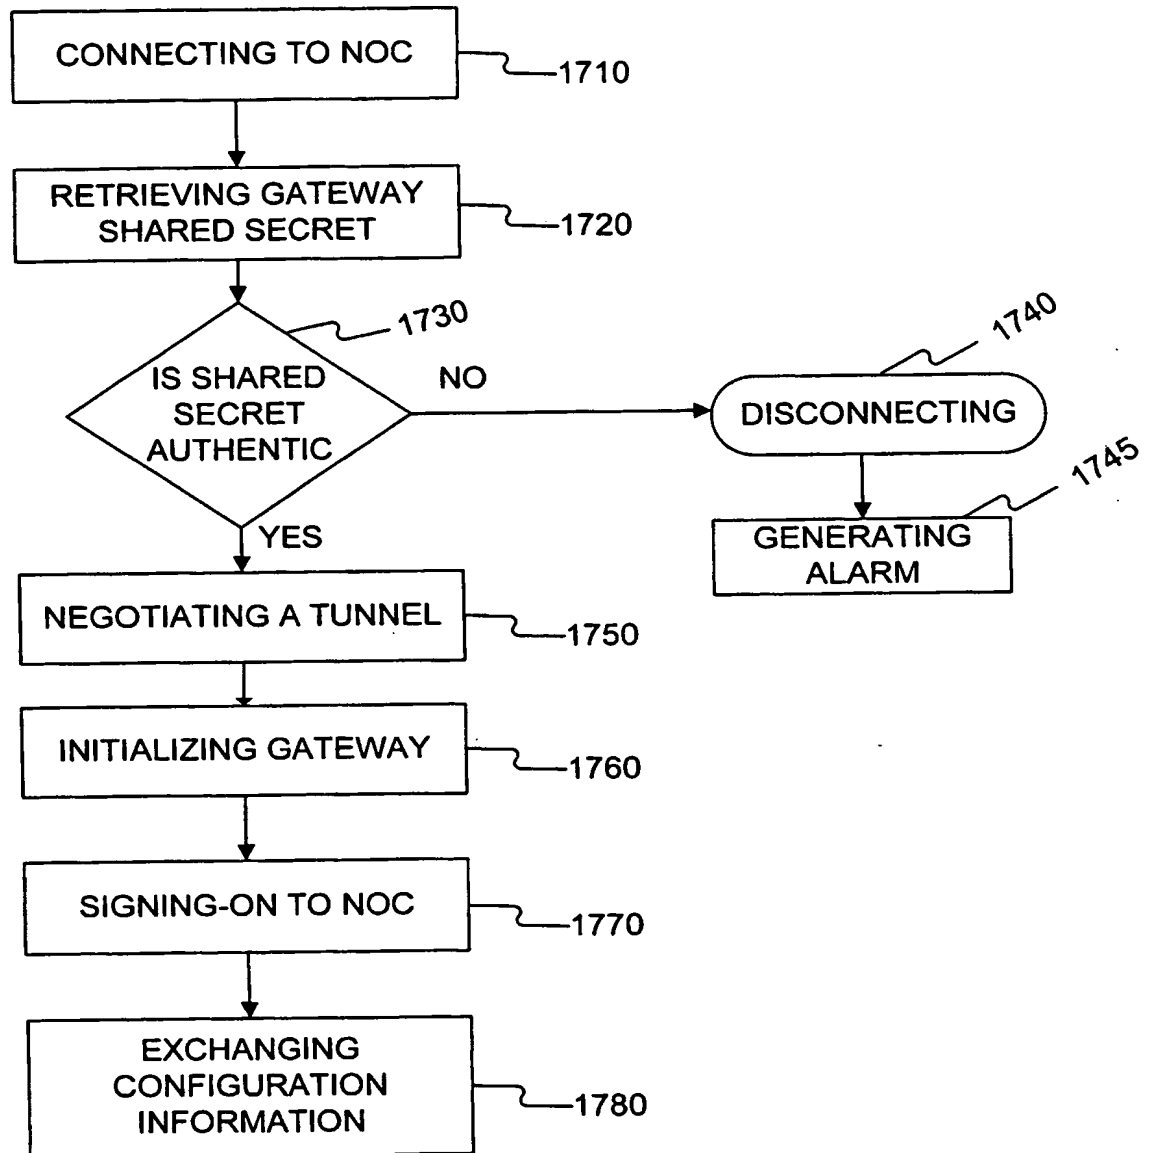 CONNECTING TO NOC
1710
RETRIEVING GATEWAY
SHARED SECRET
1720
1730
IS SHARED
SECRET
AUTHENTIC
NO
1740
DISCONNECTING
1745
GENERATING
ALARM
YES
NEGOTIATING A TUNNEL
1750
INITIALIZING GATEWAY
1760
SIGNING-ON TO NOC
1770
EXCHANGING
CONFIGURATION
INFORMATION
1780